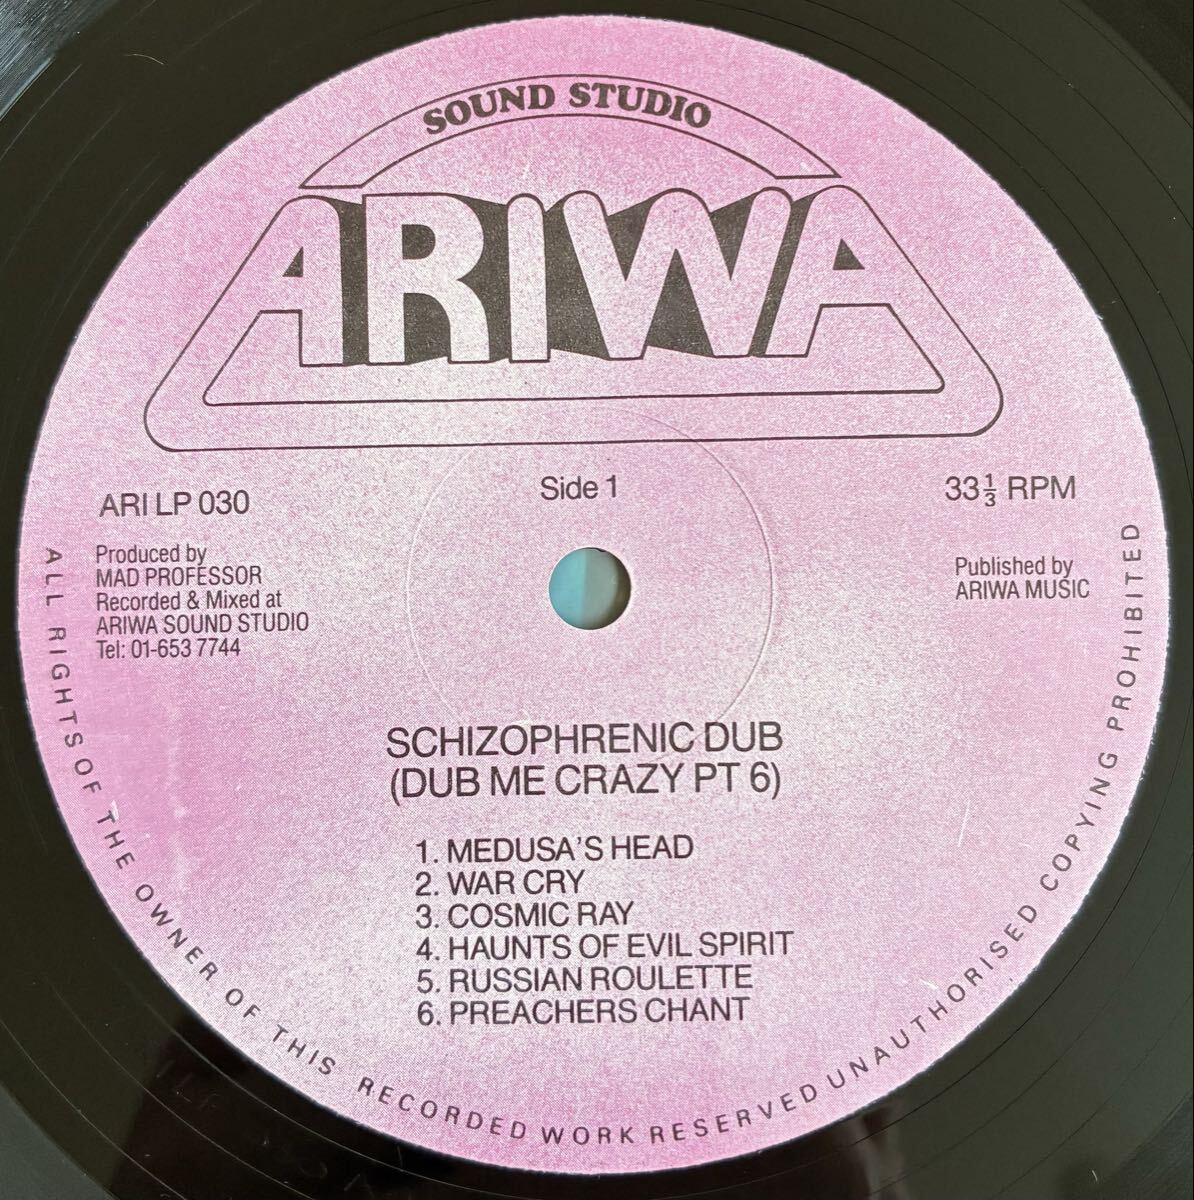 SOUND STUDIO
ARIWA
ARI LP 030
Side 1
33 1/3 RPM
Produced by
MAD PROFESSOR
Recorded & Mixed at
ARIWA SOUND STUDIO
Tel: 01-653 7744
Published by
ARIWA MUSIC
SCHIZOPHRENIC DUB
(DUB ME CRAZY PT 6)
1. MEDUSA'S HEAD
2. WAR CRY
3. COSMIC RAY
4. HAUNTS OF EVIL SPIRIT
5. RUSSIAN ROULETTE
6. PREACHERS CHANT
ALL RIGHTS OF THE OWNER OF THIS RECORDED WORK RESERVED UNAUTHORISED COPYING PROHIBITED